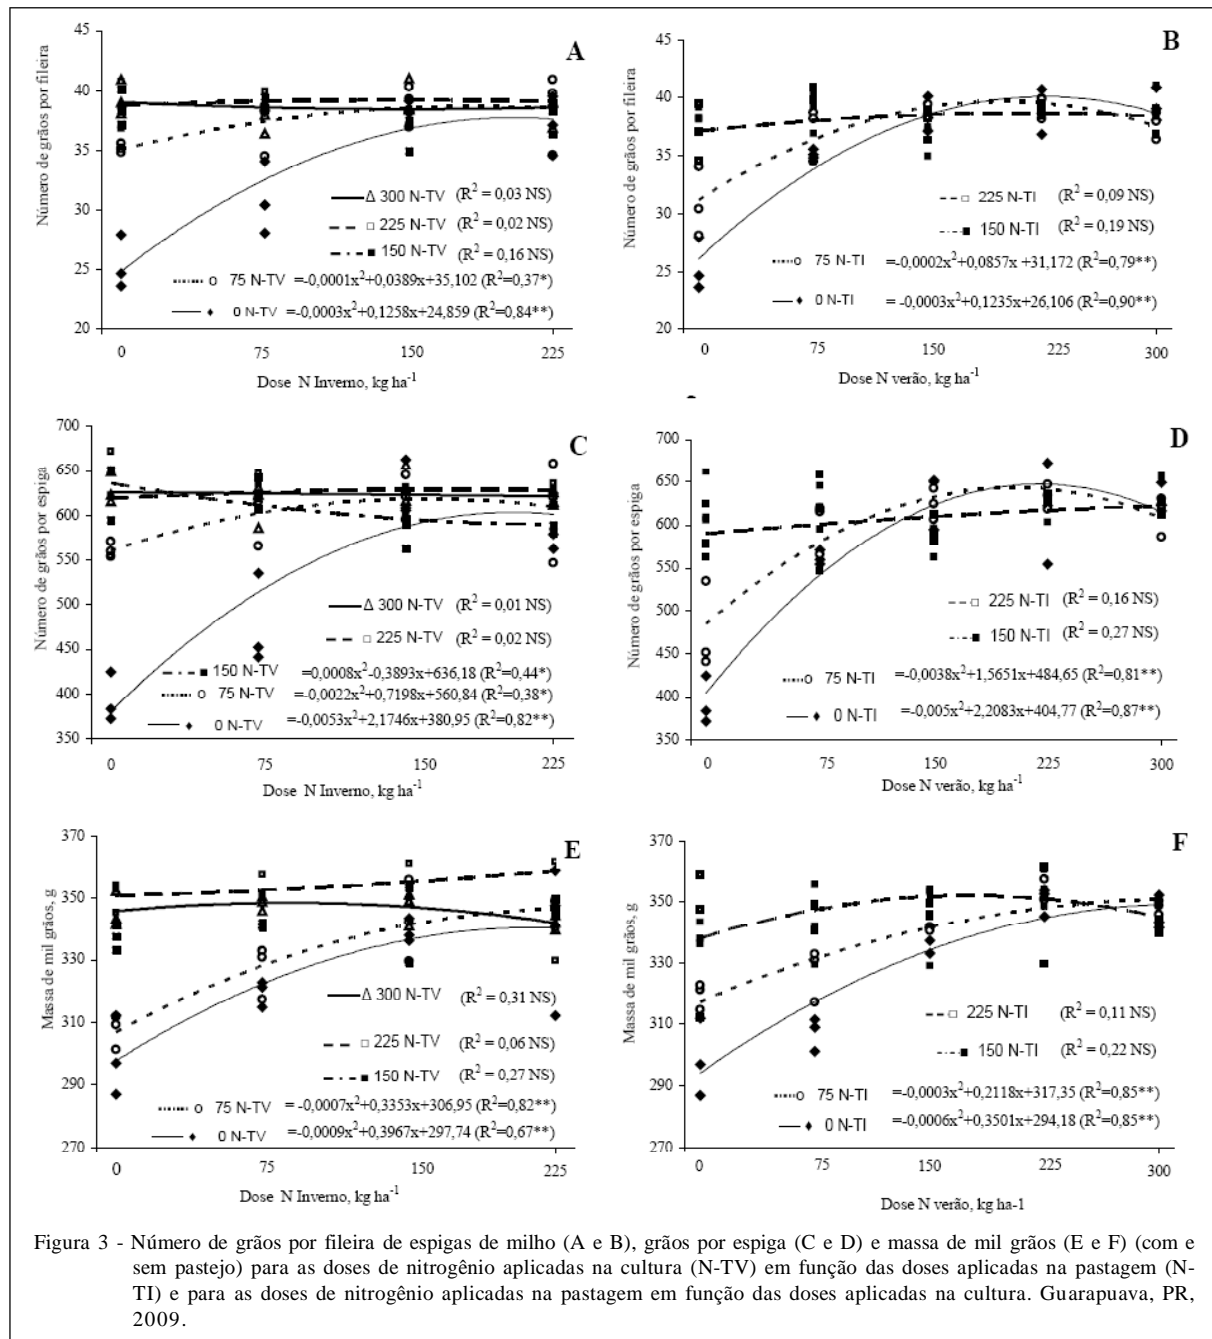 A
Número de grãos por fileira
45
40
35
30
25
20
Δ 300 N-TV (R² = 0,03 NS)
□ 225 N-TV (R² = 0,02 NS)
■ 150 N-TV (R² = 0,16 NS)
o 75 N-TV =-0,0001x²+0,0389x+35,102 (R²=0,37*)
♦ 0 N-TV =-0,0003x²+0,1258x+24,859 (R²=0,84**)
0 75 150 225
Dose N Inverno, kg ha⁻¹
B
Número de grãos por fileira
45
40
35
30
25
20
□ 225 N-TI (R² = 0,09 NS)
■ 150 N-TI (R² = 0,19 NS)
o 75 N-TI =-0,0002x²+0,0857x +31,172 (R²=0,79**)
♦ 0 N-TI = -0,0003x²+0,1235x+26,106 (R²=0,90**)
0 75 150 225 300
Dose N verão, kg ha⁻¹
C
Número de grãos por espiga
700
650
600
550
500
450
400
350
Δ 300 N-TV (R² = 0,01 NS)
□ 225 N-TV (R² = 0,02 NS)
■ 150 N-TV 0,0008x²-0,3893x+636,18 (R²=0,44*)
o 75 N-TV =-0,0022x²+0,7198x+560,84 (R²=0,38*)
♦ 0 N-TV =-0,0053x²+2,1746x+380,95 (R²=0,82**)
0 75 150 225
Dose N Inverno, kg ha⁻¹
D
Número de grãos por espiga
700
650
600
550
500
450
400
350
□ 225 N-TI (R² = 0,16 NS)
■ 150 N-TI (R² = 0,27 NS)
o 75 N-TI =-0,0038x²+1,5651x+484,65 (R²=0,81**)
♦ 0 N-TI =-0,005x²+2,2083x+404,77 (R²=0,87**)
0 75 150 225 300
Dose N verão, kg ha⁻¹
E
Massa de mil grãos, g
370
350
330
310
290
270
Δ 300 N-TV (R² = 0,31 NS)
□ 225 N-TV (R² = 0,06 NS)
■ 150 N-TV (R² = 0,27 NS)
o 75 N-TV = -0,0007x²+0,3353x+306,95 (R²=0,82**)
♦ 0 N-TV =-0,0009x²+0,3967x+297,74 (R²=0,67**)
0 75 150 225
Dose N Inverno, kg ha⁻¹
F
Massa de mil grãos, g
370
350
330
310
290
270
□ 225 N-TI (R² = 0,11 NS)
■ 150 N-TI (R² = 0,22 NS)
o 75 N-TI =-0,0003x²+0,2118x+317,35 (R²=0,85**)
♦ 0 N-TI =-0,0006x²+0,3501x+294,18 (R²=0,85**)
0 75 150 225 300
Dose N verão, kg ha-1
Figura 3 - Número de grãos por fileira de espigas de milho (A e B), grãos por espiga (C e D) e massa de mil grãos (E e F) (com e
sem pastejo) para as doses de nitrogênio aplicadas na cultura (N-TV) em função das doses aplicadas na pastagem (N-
TI) e para as doses de nitrogênio aplicadas na pastagem em função das doses aplicadas na cultura. Guarapuava, PR,
2009.